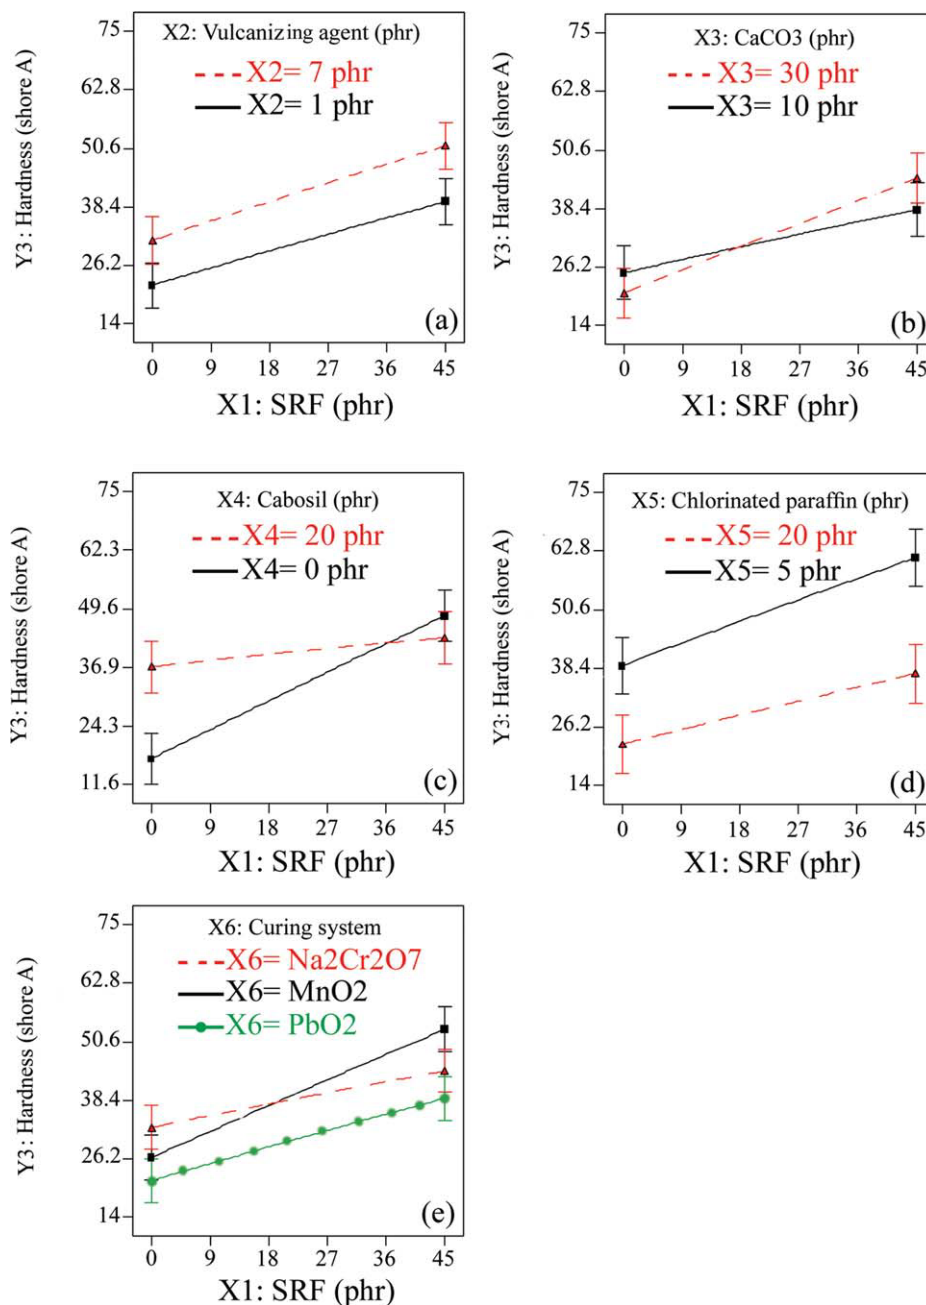 X2: Vulcanizing agent (phr)
X2= 7 phr
X2= 1 phr
Y3: Hardness (shore A)
75
62.8
50.6
38.4
26.2
14
0 9 18 27 36 45
X1: SRF (phr)
(a)
X3: CaCO3 (phr)
X3= 30 phr
X3= 10 phr
Y3: Hardness (shore A)
75
62.8
50.6
38.4
26.2
14
0 9 18 27 36 45
X1: SRF (phr)
(b)
X4: Cabosil (phr)
X4= 20 phr
X4= 0 phr
Y3: Hardness (shore A)
75
62.3
49.6
36.9
24.3
11.6
0 9 18 27 36 45
X1: SRF (phr)
(c)
X5: Chlorinated paraffin (phr)
X5= 20 phr
X5= 5 phr
Y3: Hardness (shore A)
75
62.8
50.6
38.4
26.2
14
0 9 18 27 36 45
X1: SRF (phr)
(d)
X6: Curing system
X6= Na2Cr2O7
X6= MnO2
X6= PbO2
Y3: Hardness (shore A)
75
62.8
50.6
38.4
26.2
14
0 9 18 27 36 45
X1: SRF (phr)
(e)